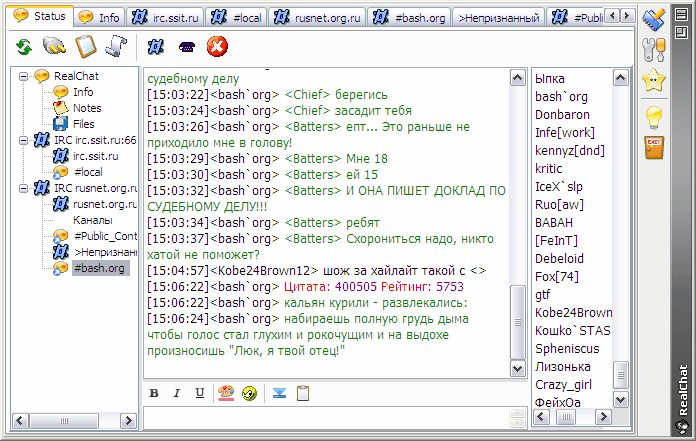 Status
Info
irc.ssit.ru
#local
rusnet.org.ru
#bash.org
>Непризнанный
#Public
RealChat
Info
Notes
Files
IRC irc.ssit.ru:66
irc.ssit.ru
#local
IRC rusnet.org.ru
rusnet.org.ru
Каналы
#Public_Cont
>Непризнанн
#bash.org
судебному делу
[15:03:22]<bash`org> <Chief> берегись
[15:03:24]<bash`org> <Chief> засадит тебя
[15:03:26]<bash`org> <Batters> епт... Это раньше не
приходило мне в голову!
[15:03:29]<bash`org> <Batters> Мне 18
[15:03:30]<bash`org> <Batters> ей 15
[15:03:32]<bash`org> <Batters> И ОНА ПИШЕТ ДОКЛАД ПО
СУДЕБНОМУ ДЕЛУ!!!
[15:03:34]<bash`org> <Batters> ребят
[15:03:37]<bash`org> <Batters> Схорониться надо, никто
хатой не поможет?
[15:04:57]<Kobe24Brown12> шож за хайлайт такой с <>
[15:06:22]<bash`org> Цитата: 400505 Рейтинг: 5753
[15:06:22]<bash`org> кальян курили - развлекались:
[15:06:24]<bash`org> набираешь полную грудь дыма
чтобы голос стал глухим и рокочущим и на выдохе
произносишь "Люк, я твой отец!"
B I U
Ыпка
bash`org
Donbaron
Infe[work]
kennyz[dnd]
kritic
IceX`slp
Ruo[aw]
ВАВАН
[FeInT]
Debeloid
Fox[74]
gtf
Kobe24Brown
Кошко`STAS
Spheniscus
Лизонька
Crazy_girl
ФейхОа
EXIT
RealChat